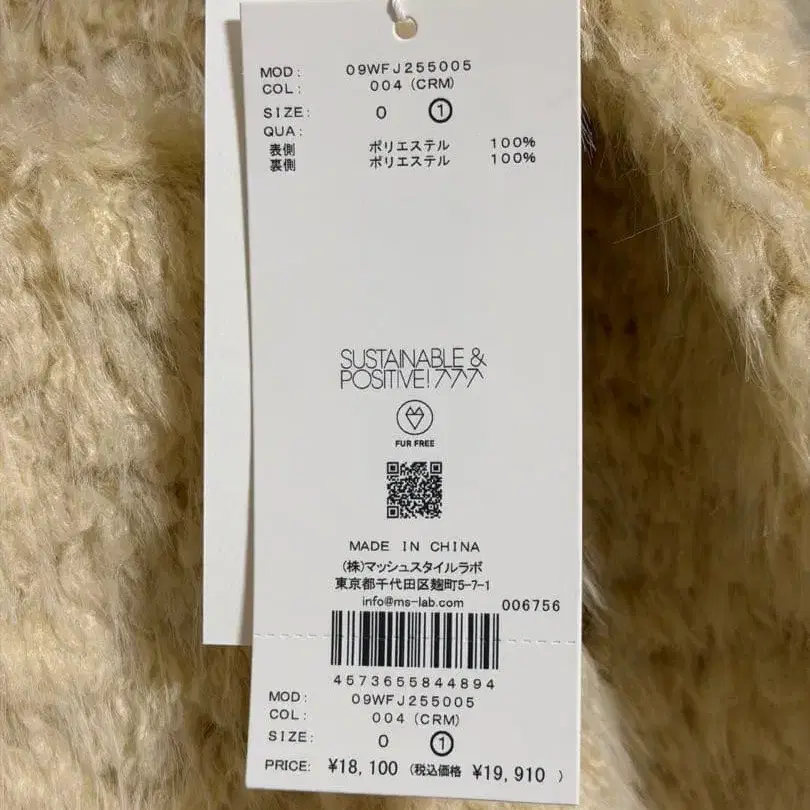 MOD: 09WFJ255005
COL: 004 (CRM)
SIZE: 0 ①
QUA:
表側 ポリエステル 100%
裏側 ポリエステル 100%
SUSTAINABLE &
POSITIVE!
FUR FREE
MADE IN CHINA
(株)マッシュスタイルラボ
東京都千代田区麹町5-7-1
info@ms-lab.com 006756
4573655844894
MOD: 09WFJ255005
COL: 004 (CRM)
SIZE: 0 ①
PRICE: ¥18,100 (税込価格 ¥19,910 )